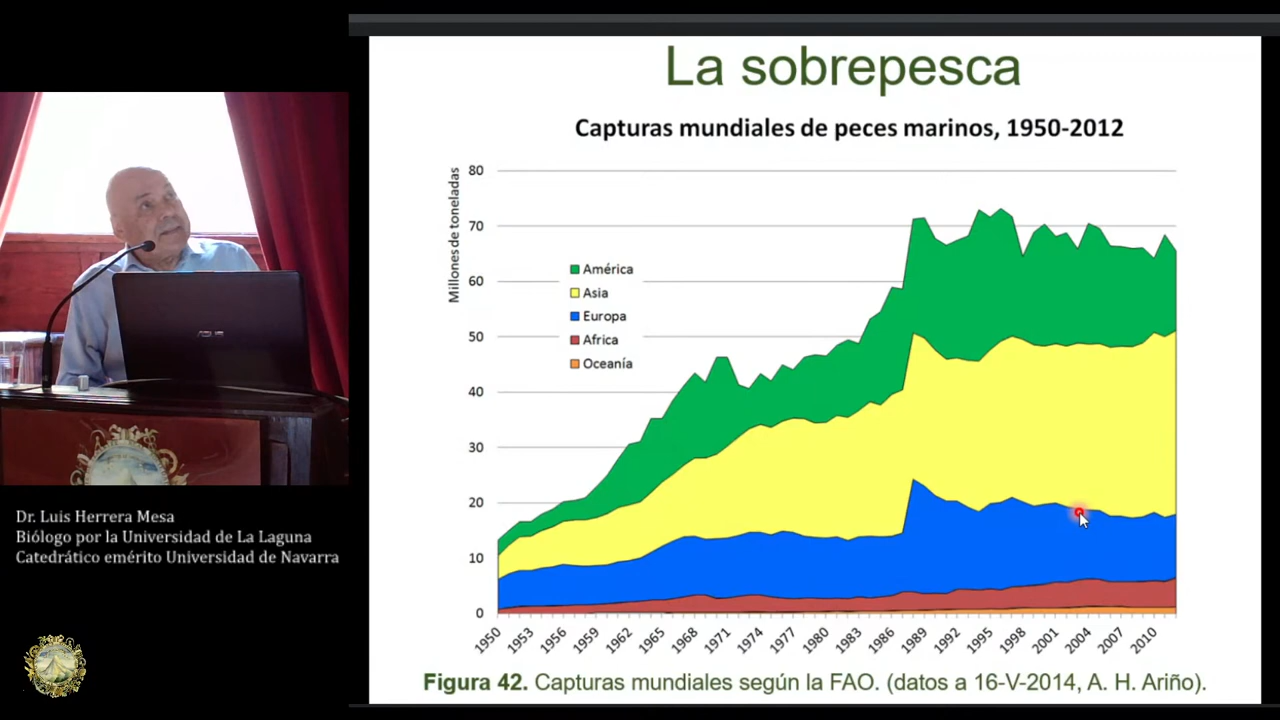 La sobrepesca
Capturas mundiales de peces marinos, 1950-2012
Millones de toneladas
80
70
60
50
40
30
20
10
0
América
Asia
Europa
Africa
Oceanía
1950
1953
1956
1959
1962
1965
1968
1971
1974
1977
1980
1983
1986
1989
1992
1995
1998
2001
2004
2007
2010
Figura 42. Capturas mundiales según la FAO. (datos a 16-V-2014, A. H. Ariño).
ASUS
Dr. Luis Herrera Mesa
Biólogo por la Universidad de La Laguna
Catedrático emérito Universidad de Navarra